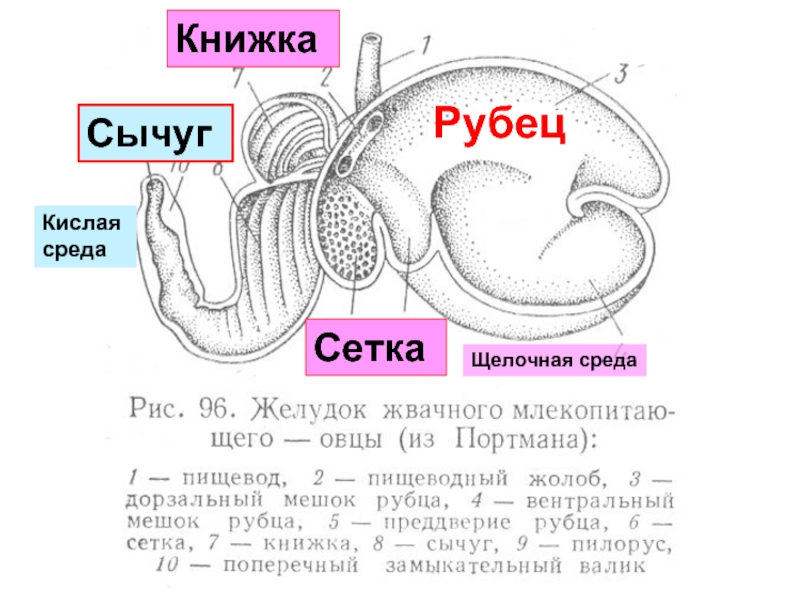 Книжка
1
7
2
3
Рубец
Сычуг
10
8
Кислая
среда
Сетка
Щелочная среда
Рис. 96. Желудок жвачного млекопитаю-
щего — овцы (из Портмана):
1 — пищевод, 2 — пищеводный жолоб, 3 —
дорзальный мешок рубца, 4 — вентральный
мешок рубца, 5 — преддверие рубца, 6 —
сетка, 7 — книжка, 8 — сычуг, 9 — пилорус,
10 — поперечный замыкательный валик